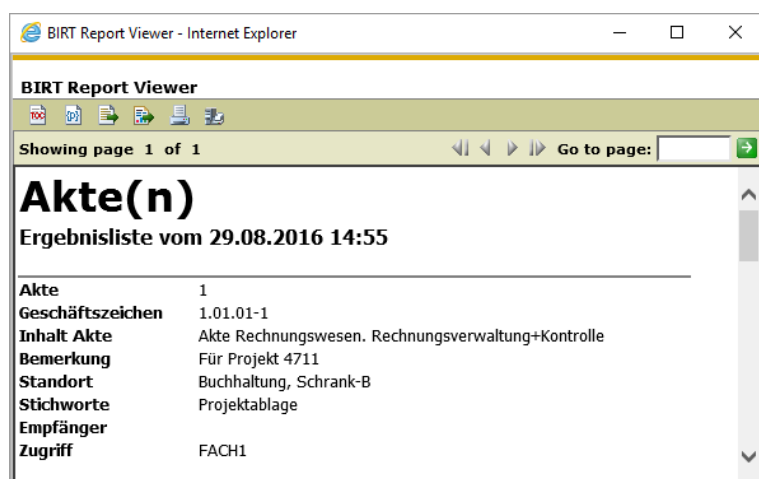 BIRT Report Viewer - Internet Explorer
BIRT Report Viewer
TOC
Showing page 1 of 1 Go to page:
Akte(n)
Ergebnisliste vom 29.08.2016 14:55
Akte 1
Geschäftszeichen 1.01.01-1
Inhalt Akte Akte Rechnungswesen. Rechnungsverwaltung+Kontrolle
Bemerkung Für Projekt 4711
Standort Buchhaltung, Schrank-B
Stichworte Projektablage
Empfänger
Zugriff FACH1